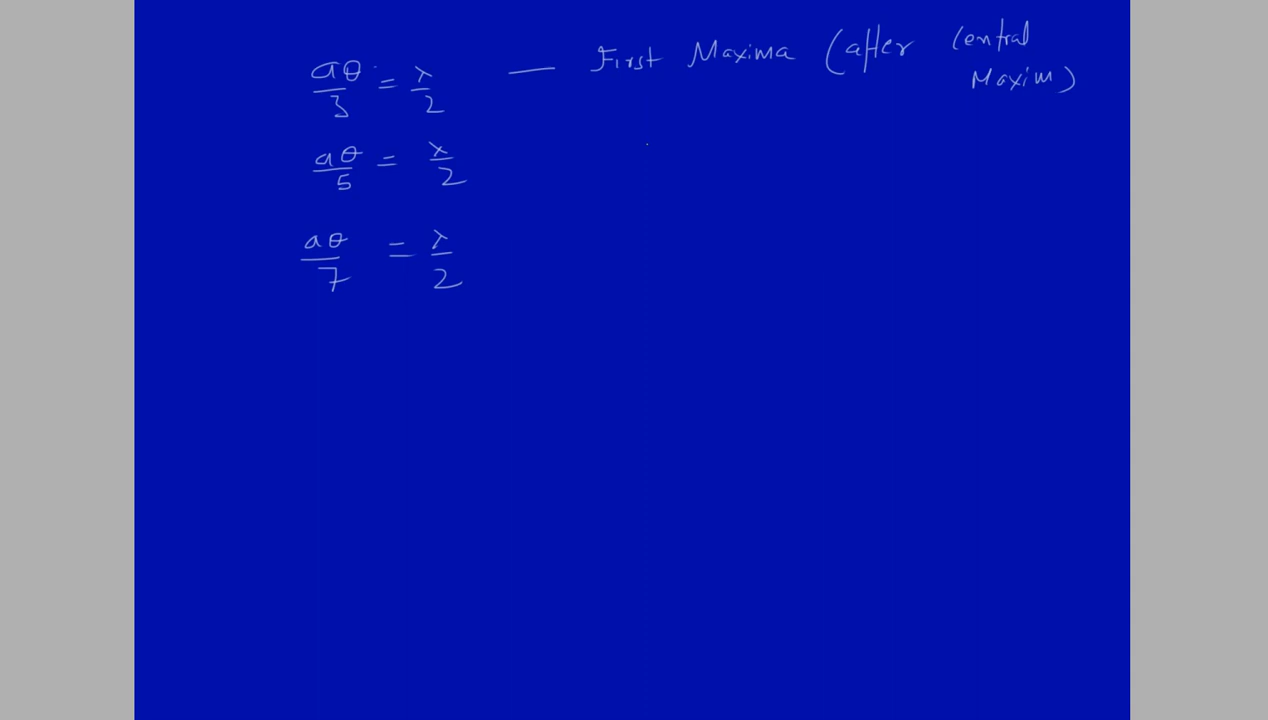 aθ/3 = λ/2 — First Maxima (after Central
Maxim)
aθ/5 = λ/2
aθ/7 = λ/2